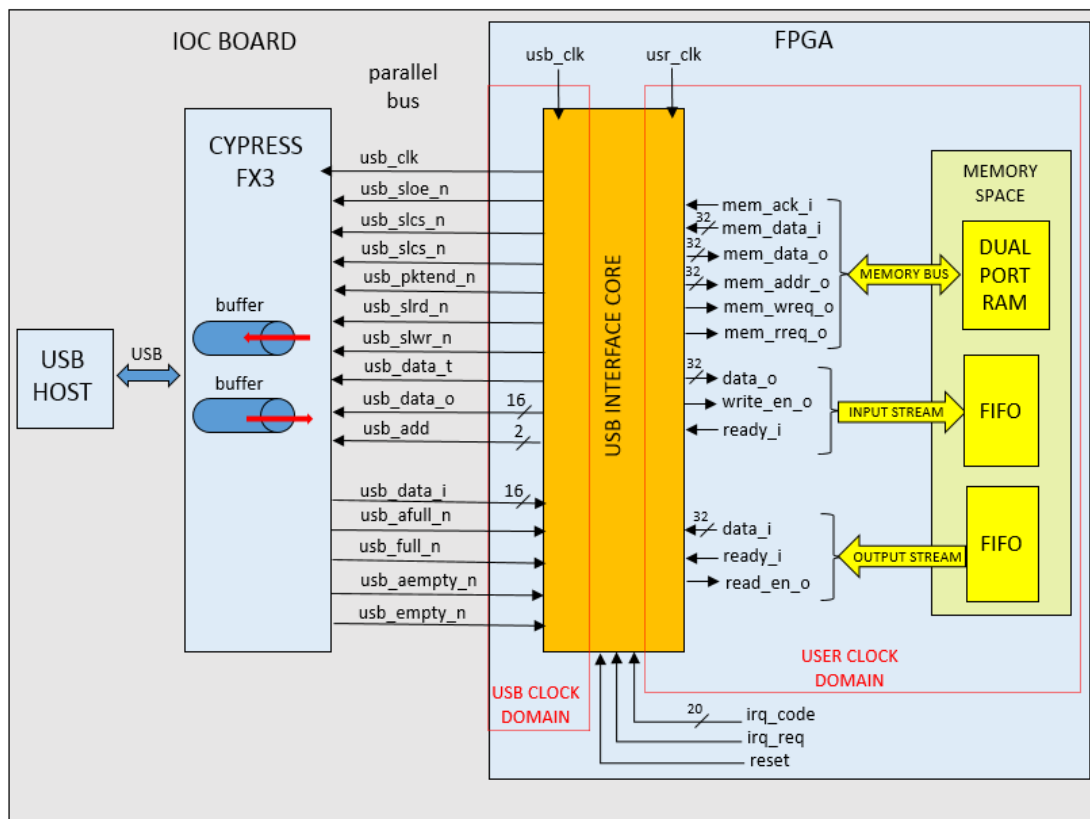 IOC BOARD
FPGA
usb_clk
usr_clk
parallel
bus
CYPRESS
FX3
usb_clk
usb_sloe_n
usb_slcs_n
usb_slcs_n
usb_pktend_n
usb_slrd_n
usb_slwr_n
usb_data_t
usb_data_o
16
usb_add
2
usb_data_i
16
usb_afull_n
usb_full_n
usb_aempty_n
usb_empty_n
buffer
buffer
USB
HOST
USB
USB INTERFACE CORE
mem_ack_i
32
mem_data_i
32
mem_data_o
32
mem_addr_o
mem_wreq_o
mem_rreq_o
MEMORY BUS
32
data_o
write_en_o
ready_i
INPUT STREAM
32
data_i
ready_i
read_en_o
OUTPUT STREAM
MEMORY
SPACE
DUAL
PORT
RAM
FIFO
FIFO
USB CLOCK
DOMAIN
USER CLOCK
DOMAIN
20
irq_code
irq_req
reset